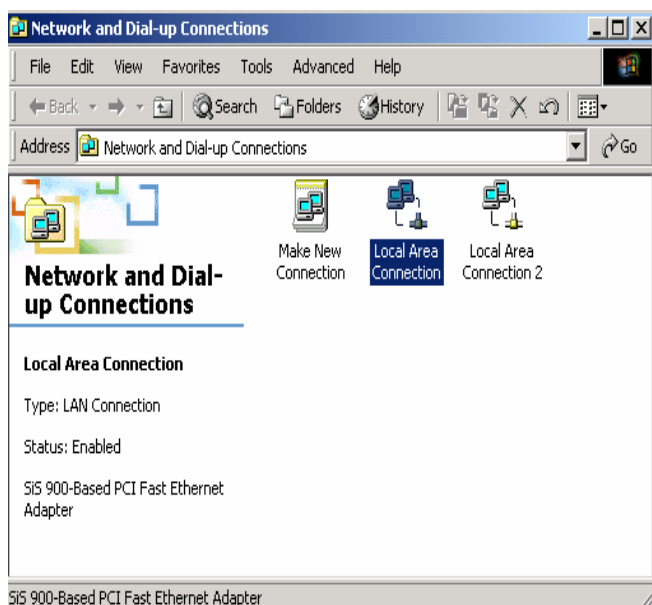 Network and Dial-up Connections
File Edit View Favorites Tools Advanced Help
Back Search Folders History
Address Network and Dial-up Connections Go
Network and Dial-
up Connections
Local Area Connection
Type: LAN Connection
Status: Enabled
SiS 900-Based PCI Fast Ethernet
Adapter
Make New
Connection
Local Area
Connection
Local Area
Connection 2
SiS 900-Based PCI Fast Ethernet Adapter